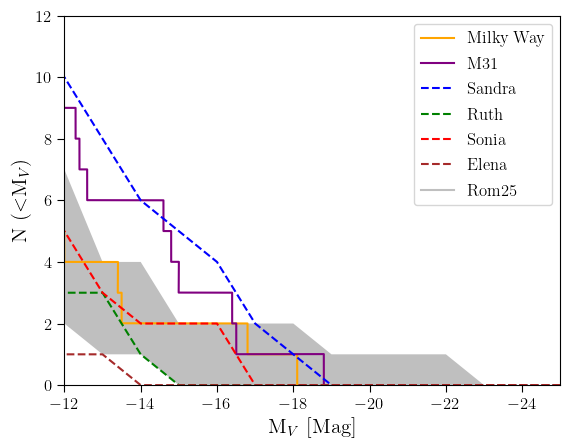 Milky Way
M31
Sandra
Ruth
Sonia
Elena
Rom25
N (<M_V)
12
10
8
6
4
2
0
−12 −14 −16 −18 −20 −22 −24
M_V [Mag]